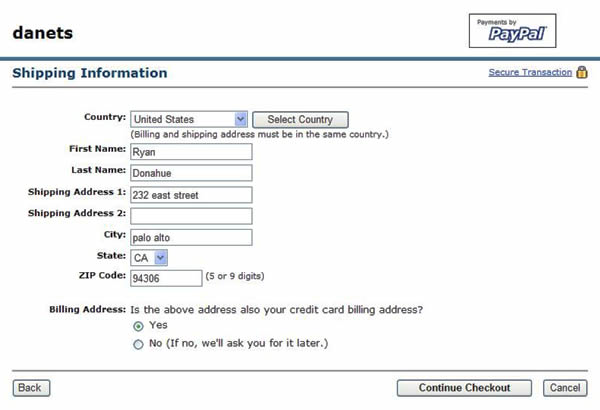 danets
Payments by
PayPal
Shipping Information
Secure Transaction
Country: United States Select Country
(Billing and shipping address must be in the same country.)
First Name: Ryan
Last Name: Donahue
Shipping Address 1: 232 east street
Shipping Address 2:
City: palo alto
State: CA
ZIP Code: 94306 (5 or 9 digits)
Billing Address: Is the above address also your credit card billing address?
Yes
No (If no, we'll ask you for it later.)
Back Continue Checkout Cancel